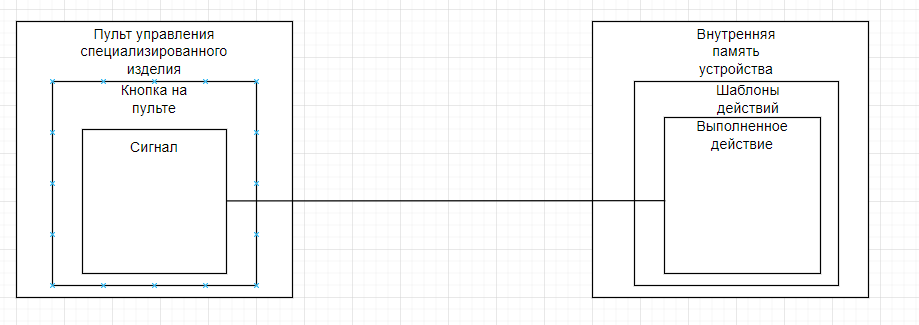 Пульт управления
специализированного
изделия
Кнопка на
пульте
Сигнал
Внутренняя
память
устройства
Шаблоны
действий
Выполненное
действие